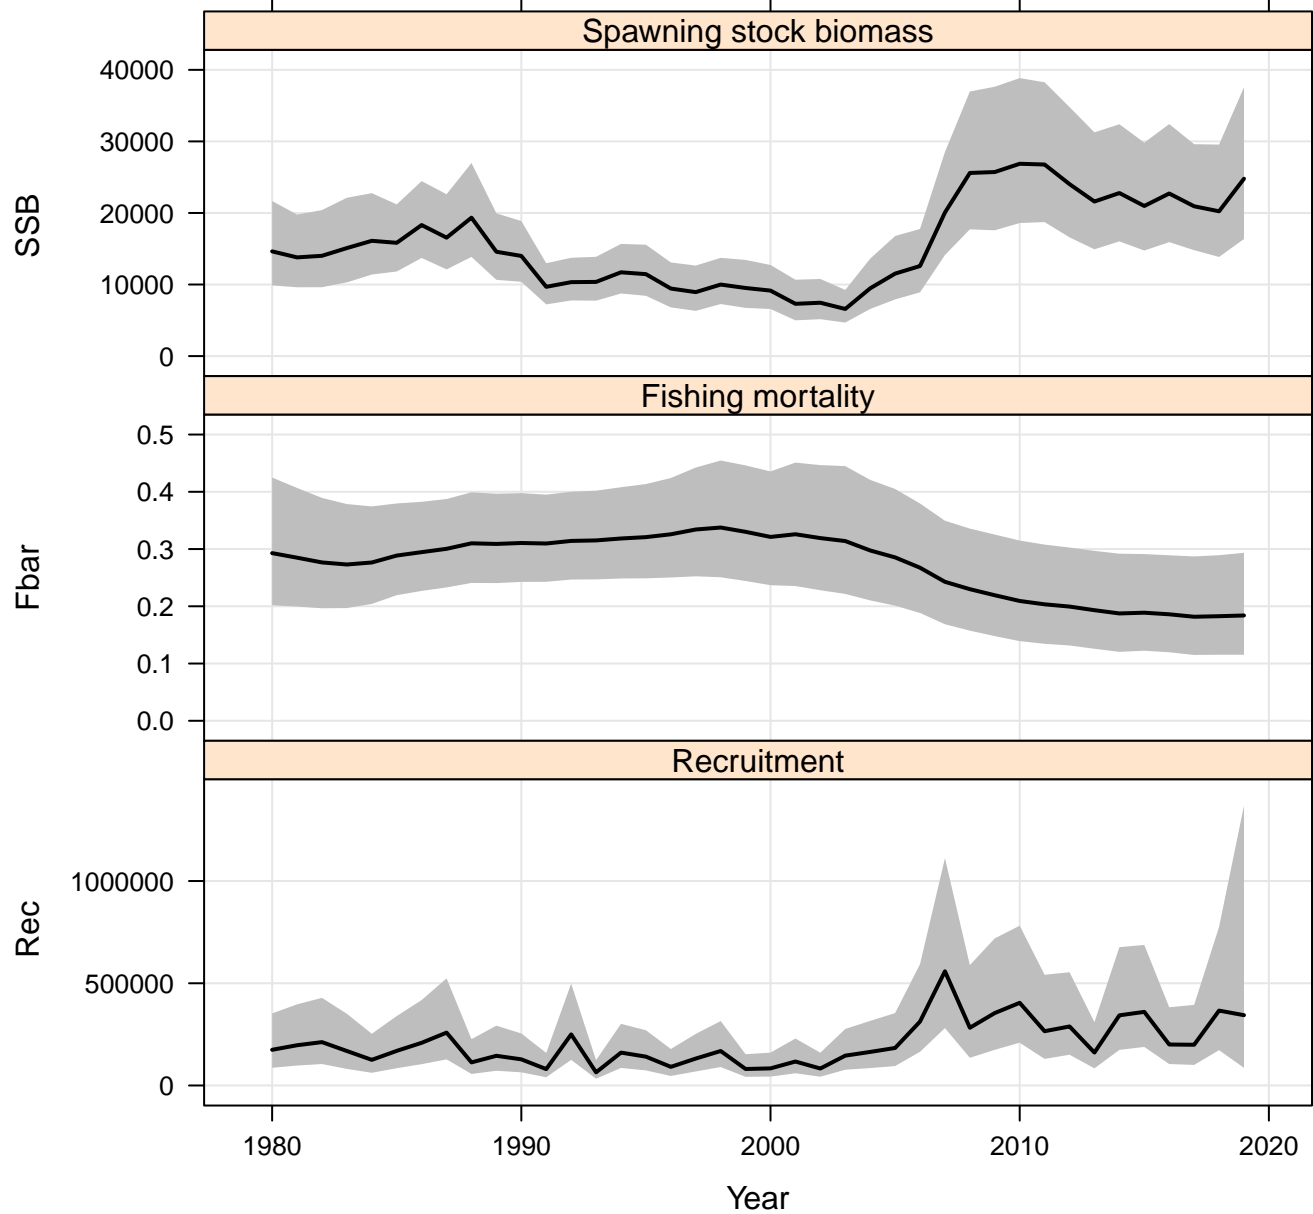 Spawning stock biomass
SSB
40000
30000
20000
10000
0
Fishing mortality
Fbar
0.5
0.4
0.3
0.2
0.1
0.0
Recruitment
Rec
1000000
500000
0
1980 1990 2000 2010 2020
Year